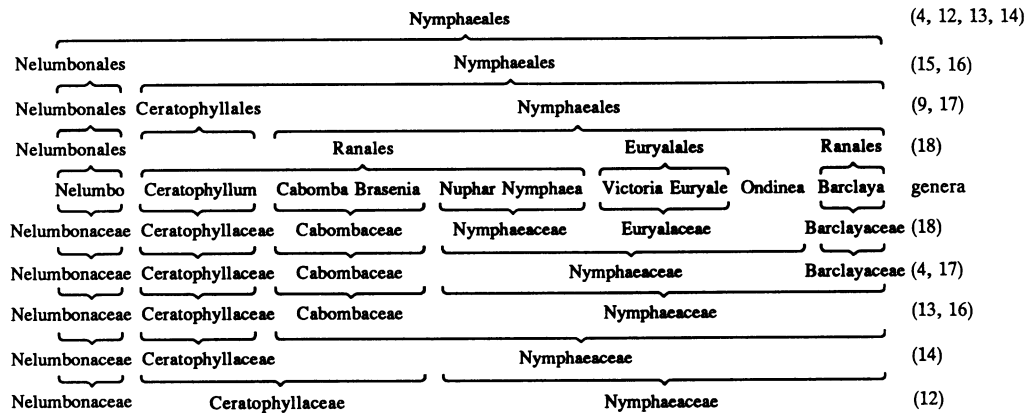 Nymphaeales (4, 12, 13, 14)
Nelumbonales Nymphaeales (15, 16)
Nelumbonales Ceratophyllales Nymphaeales (9, 17)
Nelumbonales Ranales Euryalales Ranales (18)
Nelumbo Ceratophyllum Cabomba Brasenia Nuphar Nymphaea Victoria Euryale Ondinea Barclaya genera
Nelumbonaceae Ceratophyllaceae Cabombaceae Nymphaeaceae Euryalaceae Barclayaceae (18)
Nelumbonaceae Ceratophyllaceae Cabombaceae Nymphaeaceae Barclayaceae (4, 17)
Nelumbonaceae Ceratophyllaceae Cabombaceae Nymphaeaceae (13, 16)
Nelumbonaceae Ceratophyllaceae Nymphaeaceae (14)
Nelumbonaceae Ceratophyllaceae Nymphaeaceae (12)